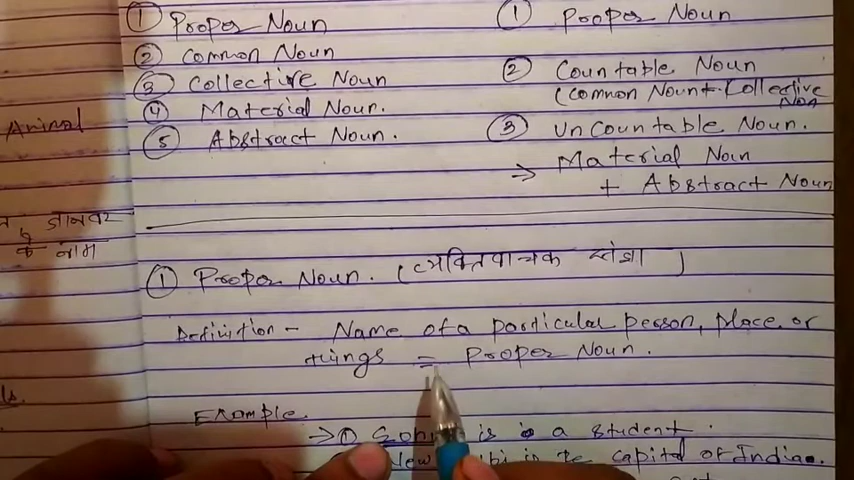 Animal
जानवर
के नाम
① Proper Noun
② Common Noun
③ Collective Noun
④ Material Noun.
⑤ Abstract Noun.
① Proper Noun
② Countable Noun
(Common Noun + Collective
Noun
③ Uncountable Noun.
→ Material Noun
+ Abstract Noun
① Proper Noun. (व्यक्तिवाचक संज्ञा)
Definition - Name of a particular person, place or
things = Proper Noun.
Example.
→ ① is a student.
is the capital of India.